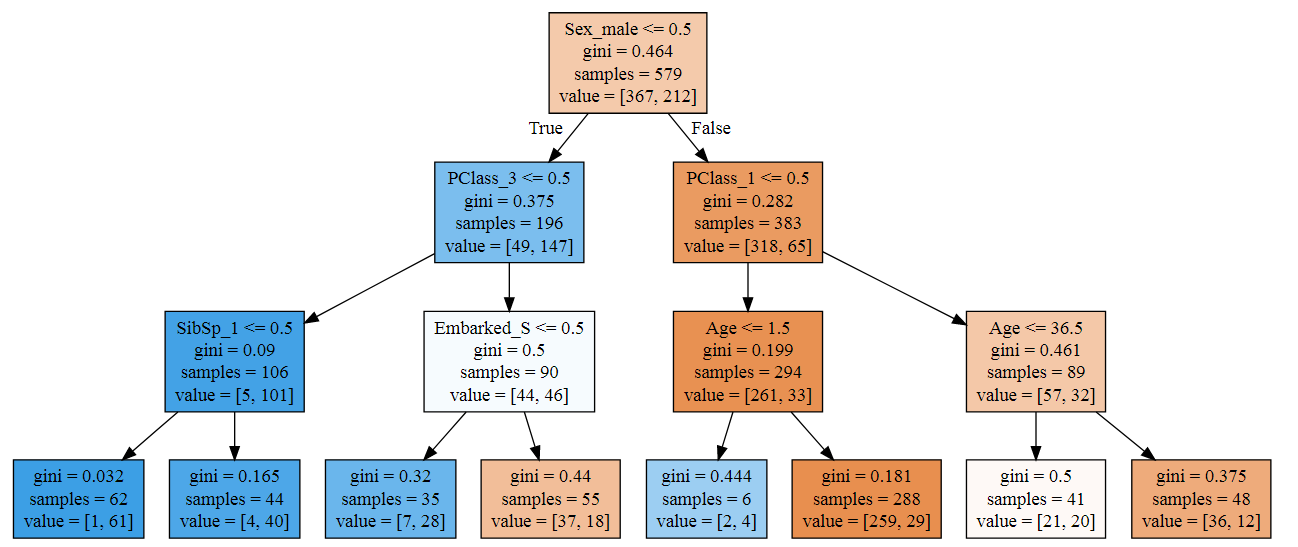 Sex_male <= 0.5
gini = 0.464
samples = 579
value = [367, 212]
True
False
PClass_3 <= 0.5
gini = 0.375
samples = 196
value = [49, 147]
PClass_1 <= 0.5
gini = 0.282
samples = 383
value = [318, 65]
SibSp_1 <= 0.5
gini = 0.09
samples = 106
value = [5, 101]
Embarked_S <= 0.5
gini = 0.5
samples = 90
value = [44, 46]
Age <= 1.5
gini = 0.199
samples = 294
value = [261, 33]
Age <= 36.5
gini = 0.461
samples = 89
value = [57, 32]
gini = 0.032
samples = 62
value = [1, 61]
gini = 0.165
samples = 44
value = [4, 40]
gini = 0.32
samples = 35
value = [7, 28]
gini = 0.44
samples = 55
value = [37, 18]
gini = 0.444
samples = 6
value = [2, 4]
gini = 0.181
samples = 288
value = [259, 29]
gini = 0.5
samples = 41
value = [21, 20]
gini = 0.375
samples = 48
value = [36, 12]